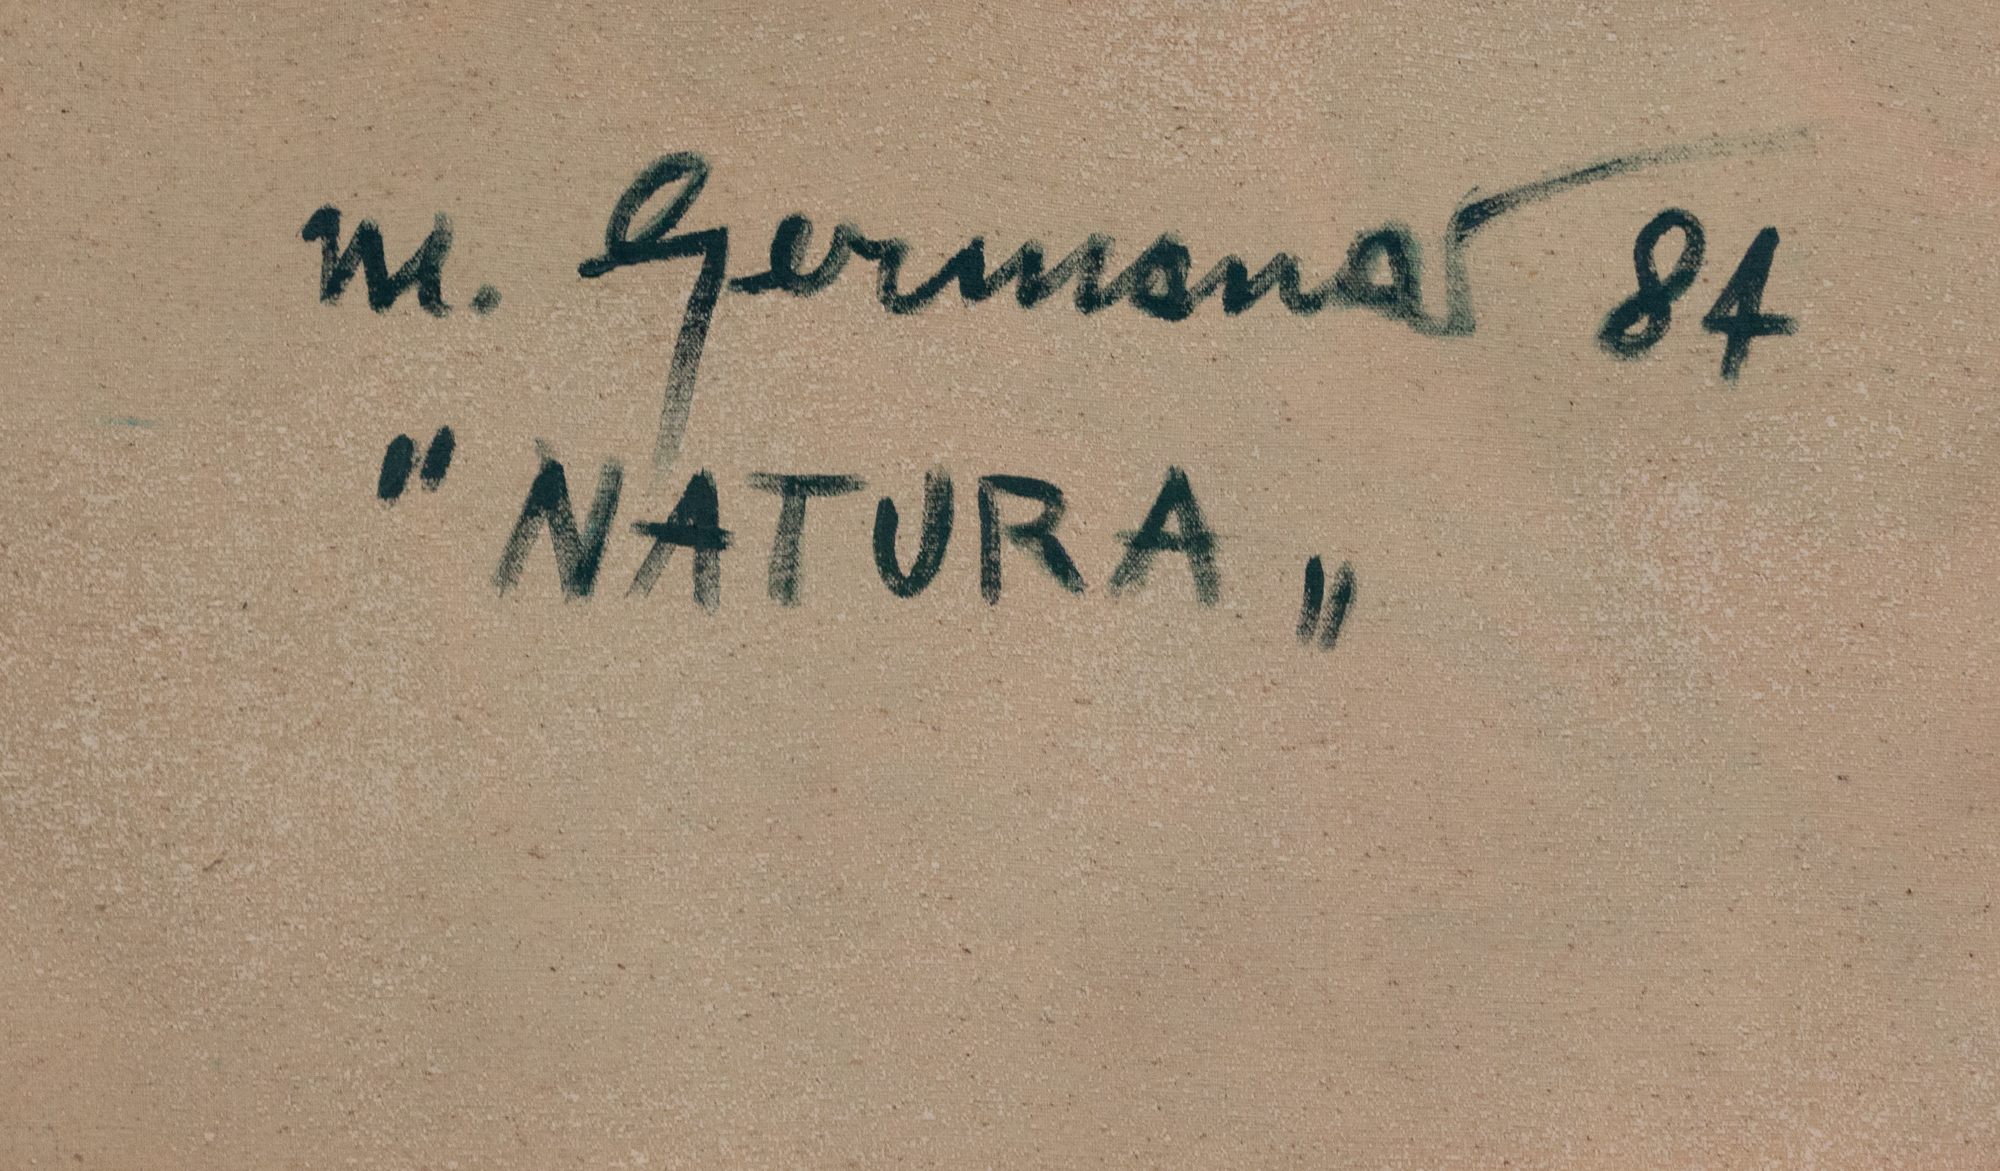 M. Germanà 84
"NATURA„